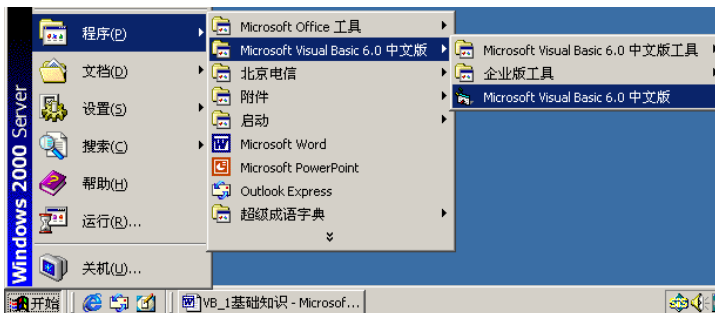 Windows 2000 Server
程序(P)
文档(D)
设置(S)
搜索(C)
帮助(H)
运行(R)...
关机(U)...
Microsoft Office 工具
Microsoft Visual Basic 6.0 中文版
北京电信
附件
启动
Microsoft Word
Microsoft PowerPoint
Outlook Express
超级成语字典
Microsoft Visual Basic 6.0 中文版工具
企业版工具
Microsoft Visual Basic 6.0 中文版
开始
VB_1基础知识 - Microsof...